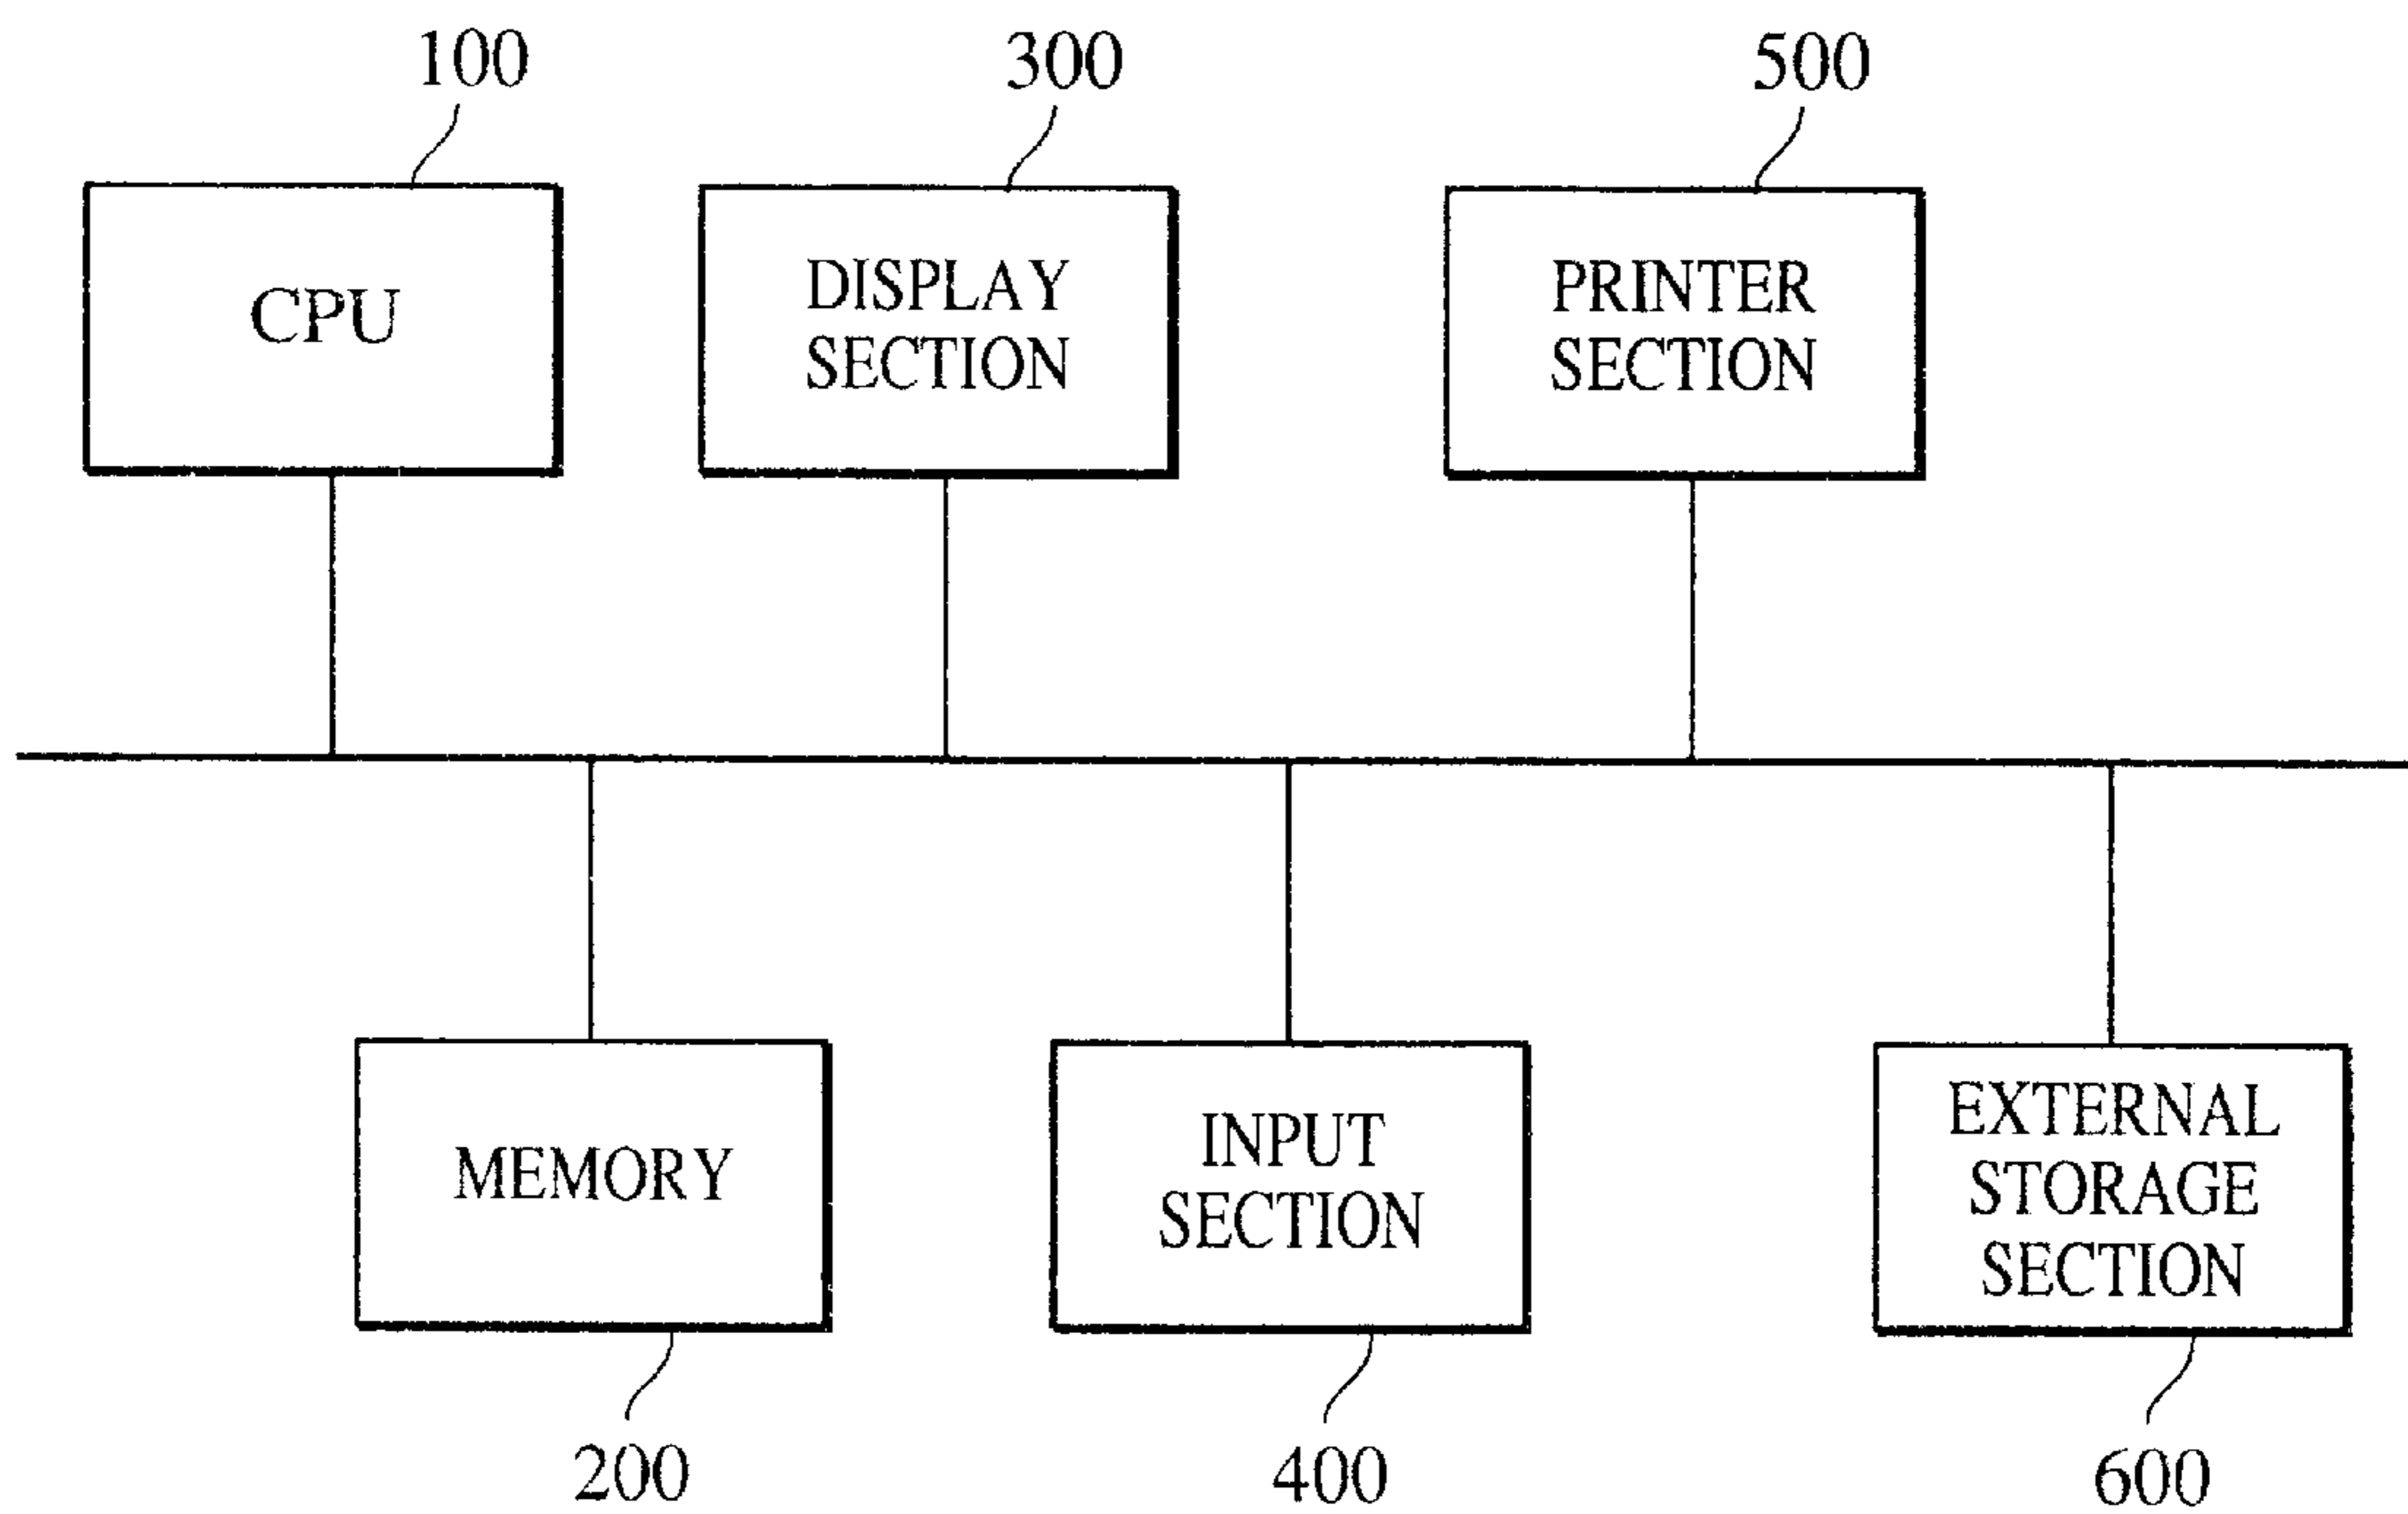 100
300
500
CPU
DISPLAY
SECTION
PRINTER
SECTION
MEMORY
INPUT
SECTION
EXTERNAL
STORAGE
SECTION
200
400
600